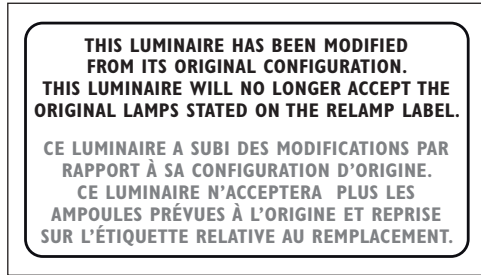 THIS LUMINAIRE HAS BEEN MODIFIED
FROM ITS ORIGINAL CONFIGURATION.
THIS LUMINAIRE WILL NO LONGER ACCEPT THE
ORIGINAL LAMPS STATED ON THE RELAMP LABEL.
CE LUMINAIRE A SUBI DES MODIFICATIONS PAR
RAPPORT À SA CONFIGURATION D'ORIGINE.
CE LUMINAIRE N'ACCEPTERA PLUS LES
AMPOULES PRÉVUES À L'ORIGINE ET REPRISE
SUR L'ÉTIQUETTE RELATIVE AU REMPLACEMENT.